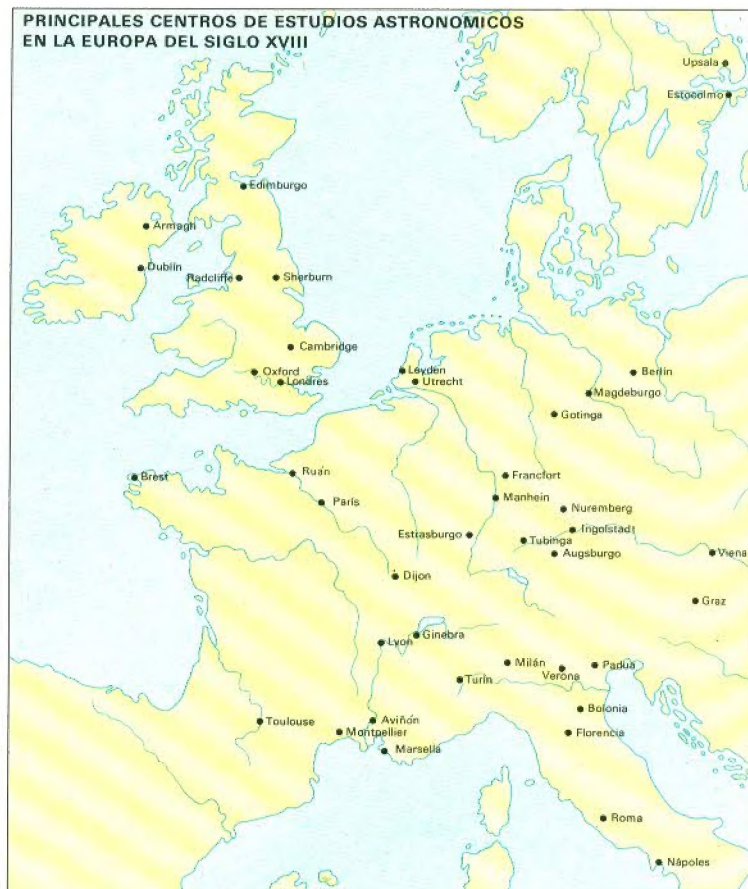 PRINCIPALES CENTROS DE ESTUDIOS ASTRONOMICOS
EN LA EUROPA DEL SIGLO XVIII
Upsala
Estocolmo
Edimburgo
Armagh
Dublín
Radcliffe
Sherburn
Cambridge
Oxford
Londres
Leyden
Utrecht
Berlín
Magdeburgo
Gotinga
Brest
Ruán
París
Francfort
Manhein
Nuremberg
Estrasburgo
Ingolstadt
Tubinga
Augsburgo
Viena
Dijon
Graz
Lyon
Ginebra
Milán
Verona
Padua
Turín
Bolonia
Toulouse
Aviñón
Montpellier
Florencia
Marsella
Roma
Nápoles